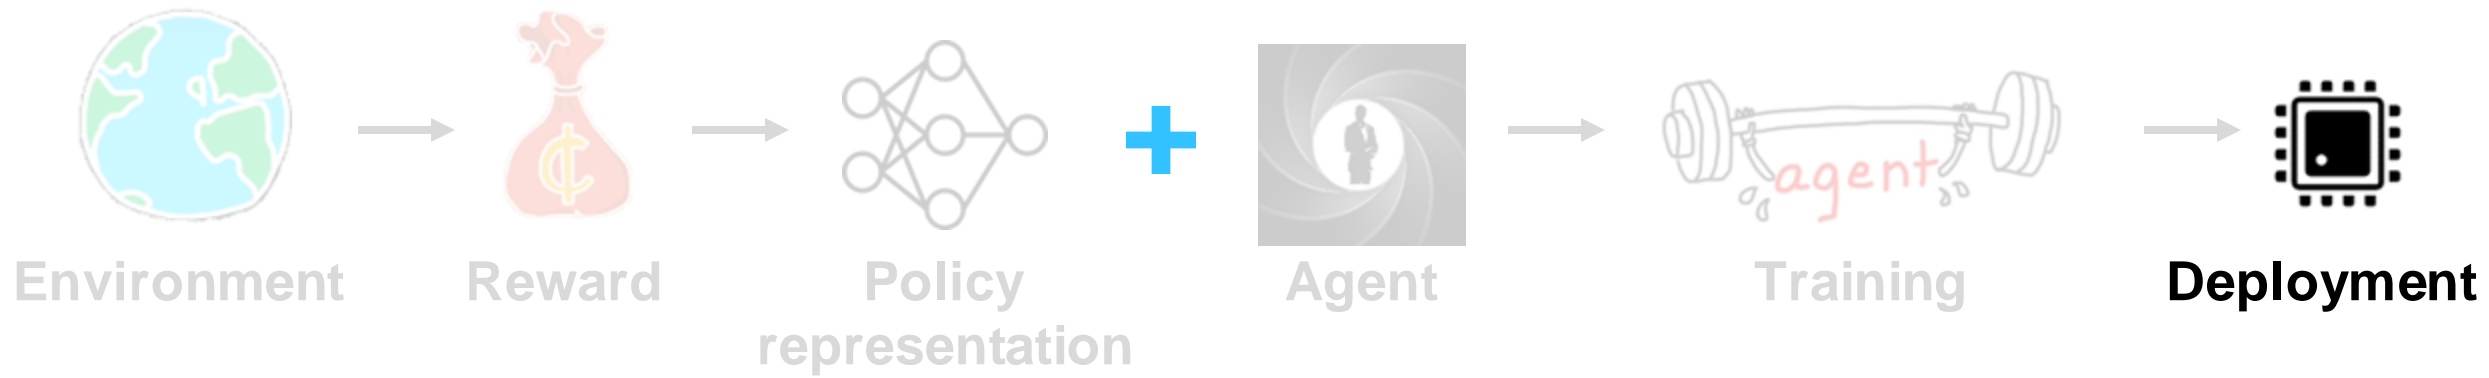 agent
Environment
Reward
Policy
representation
Agent
Training
Deployment